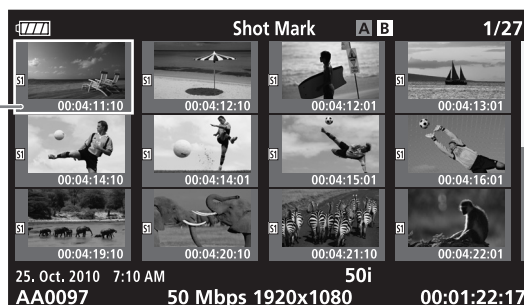 Shot Mark A B 1/27
S1 00:04:11:10 S1 00:04:12:10 S1 00:04:12:01 S1 00:04:13:01
S1 00:04:14:10 S1 00:04:14:01 S1 00:04:15:01 S1 00:04:16:01
S1 00:04:19:10 S1 00:04:20:10 S1 00:04:21:10 S1 00:04:22:01
25. Oct. 2010 7:10 AM 50i
AA0097 50 Mbps 1920x1080 00:01:22:17